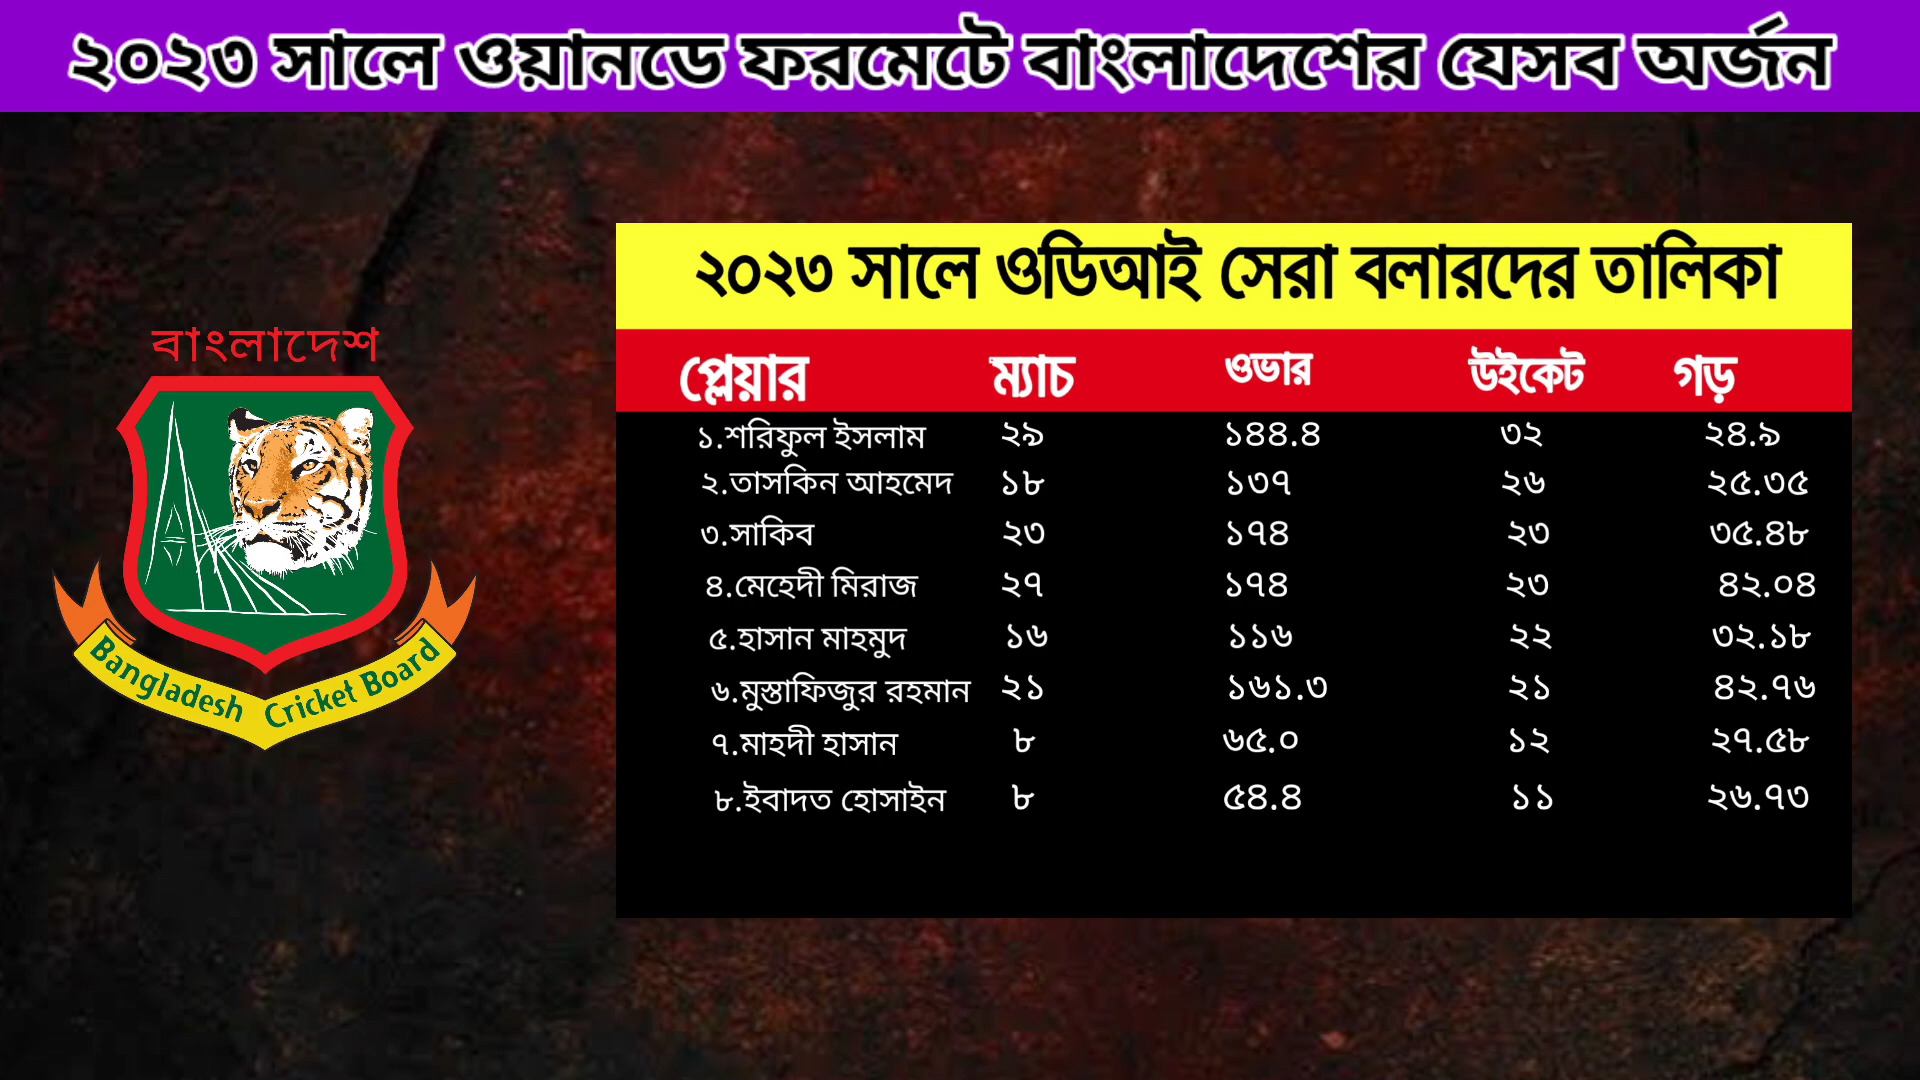 ২০২৩ সালে ওয়ানডে ফরমেটে বাংলাদেশের যেসব অর্জন
বাংলাদেশ
Bangladesh Cricket Board
২০২৩ সালে ওডিআই সেরা বলারদের তালিকা
প্লেয়ার ম্যাচ ওভার উইকেট গড়
১.শরিফুল ইসলাম ২৯ ১৪৪.৪ ৩২ ২৪.৯
২.তাসকিন আহমেদ ১৮ ১৩৭ ২৬ ২৫.৩৫
৩.সাকিব ২৩ ১৭৪ ২৩ ৩৫.৪৮
৪.মেহেদী মিরাজ ২৭ ১৭৪ ২৩ ৪২.০৪
৫.হাসান মাহমুদ ১৬ ১১৬ ২২ ৩২.১৮
৬.মুস্তাফিজুর রহমান ২১ ১৬১.৩ ২১ ৪২.৭৬
৭.মাহদী হাসান ৮ ৬৫.০ ১২ ২৭.৫৮
৮.ইবাদত হোসাইন ৮ ৫৪.৪ ১১ ২৬.৭৩